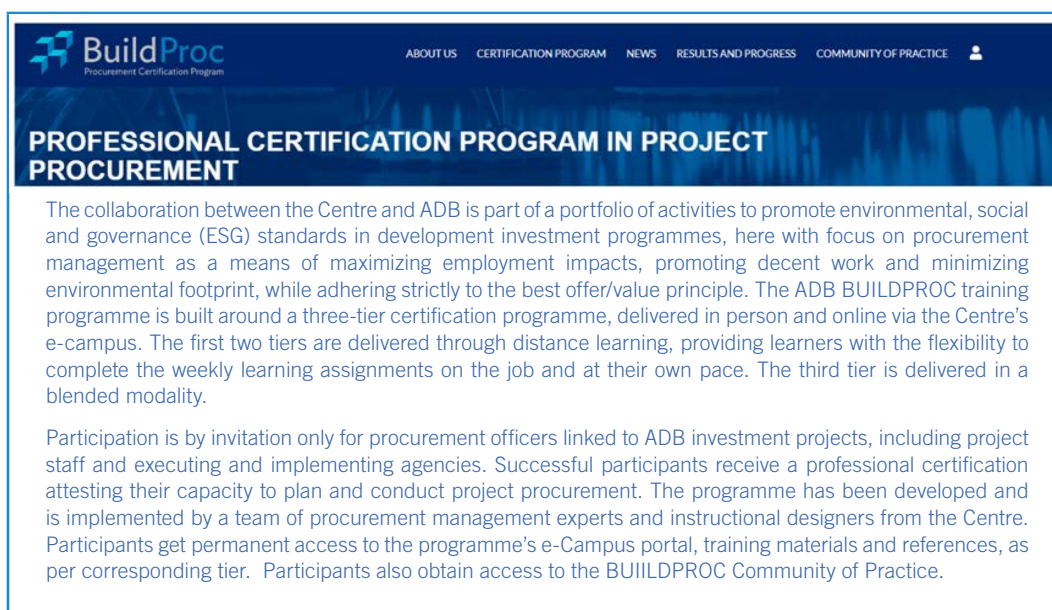 BuildProc
Procurement Certification Program
ABOUT US CERTIFICATION PROGRAM NEWS RESULTS AND PROGRESS COMMUNITY OF PRACTICE
PROFESSIONAL CERTIFICATION PROGRAM IN PROJECT
PROCUREMENT
The collaboration between the Centre and ADB is part of a portfolio of activities to promote environmental, social
and governance (ESG) standards in development investment programmes, here with focus on procurement
management as a means of maximizing employment impacts, promoting decent work and minimizing
environmental footprint, while adhering strictly to the best offer/value principle. The ADB BUILDPROC training
programme is built around a three-tier certification programme, delivered in person and online via the Centre's
e-campus. The first two tiers are delivered through distance learning, providing learners with the flexibility to
complete the weekly learning assignments on the job and at their own pace. The third tier is delivered in a
blended modality.
Participation is by invitation only for procurement officers linked to ADB investment projects, including project
staff and executing and implementing agencies. Successful participants receive a professional certification
attesting their capacity to plan and conduct project procurement. The programme has been developed and
is implemented by a team of procurement management experts and instructional designers from the Centre.
Participants get permanent access to the programme's e-Campus portal, training materials and references, as
per corresponding tier. Participants also obtain access to the BUIILDPROC Community of Practice.